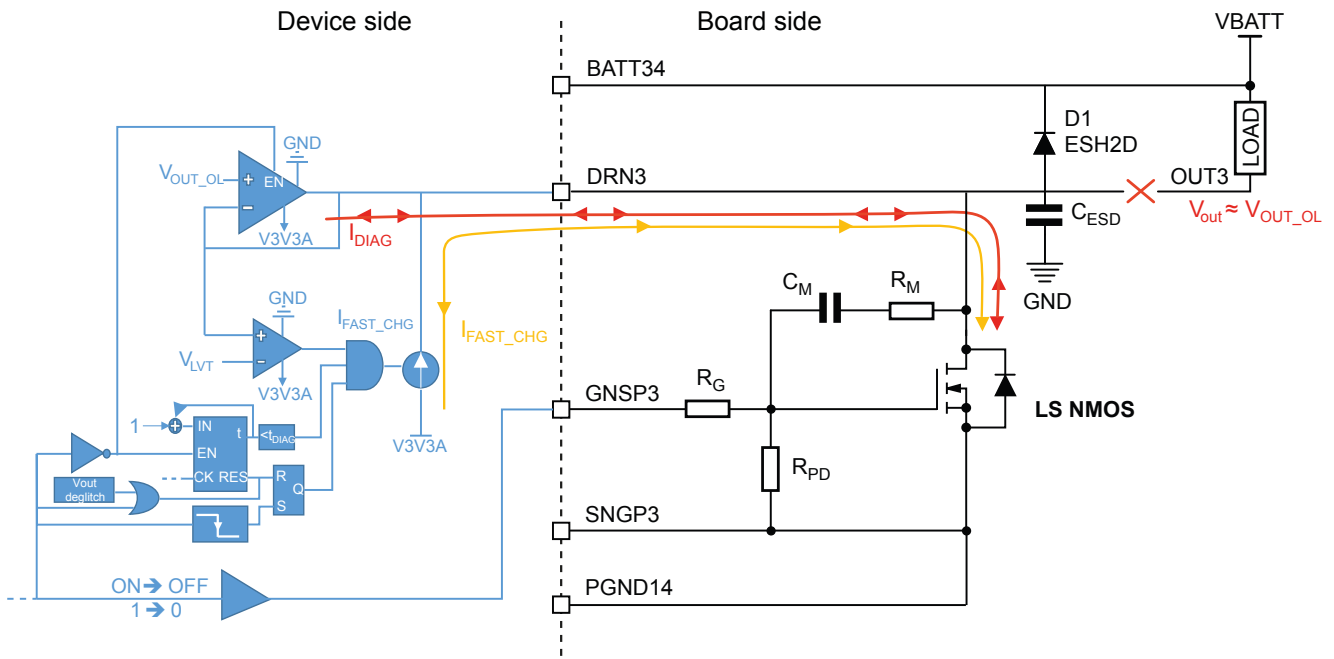 Device side
Board side
VBATT
BATT34
GND
D1
ESH2D
LOAD
VOUT_OL
+
EN
-
DRN3
OUT3
V3V3A
IDIAG
Vout ≈ VOUT_OL
CESD
GND
CM
RM
GND
IFAST_CHG
IFAST_CHG
+
VLVT
-
V3V3A
GNSP3
RG
LS NMOS
1
+
IN
t
<tDIAG
V3V3A
EN
RPD
CK RES
R
Q
S
Vout
deglitch
SNGP3
ON➔OFF
1➔0
PGND14